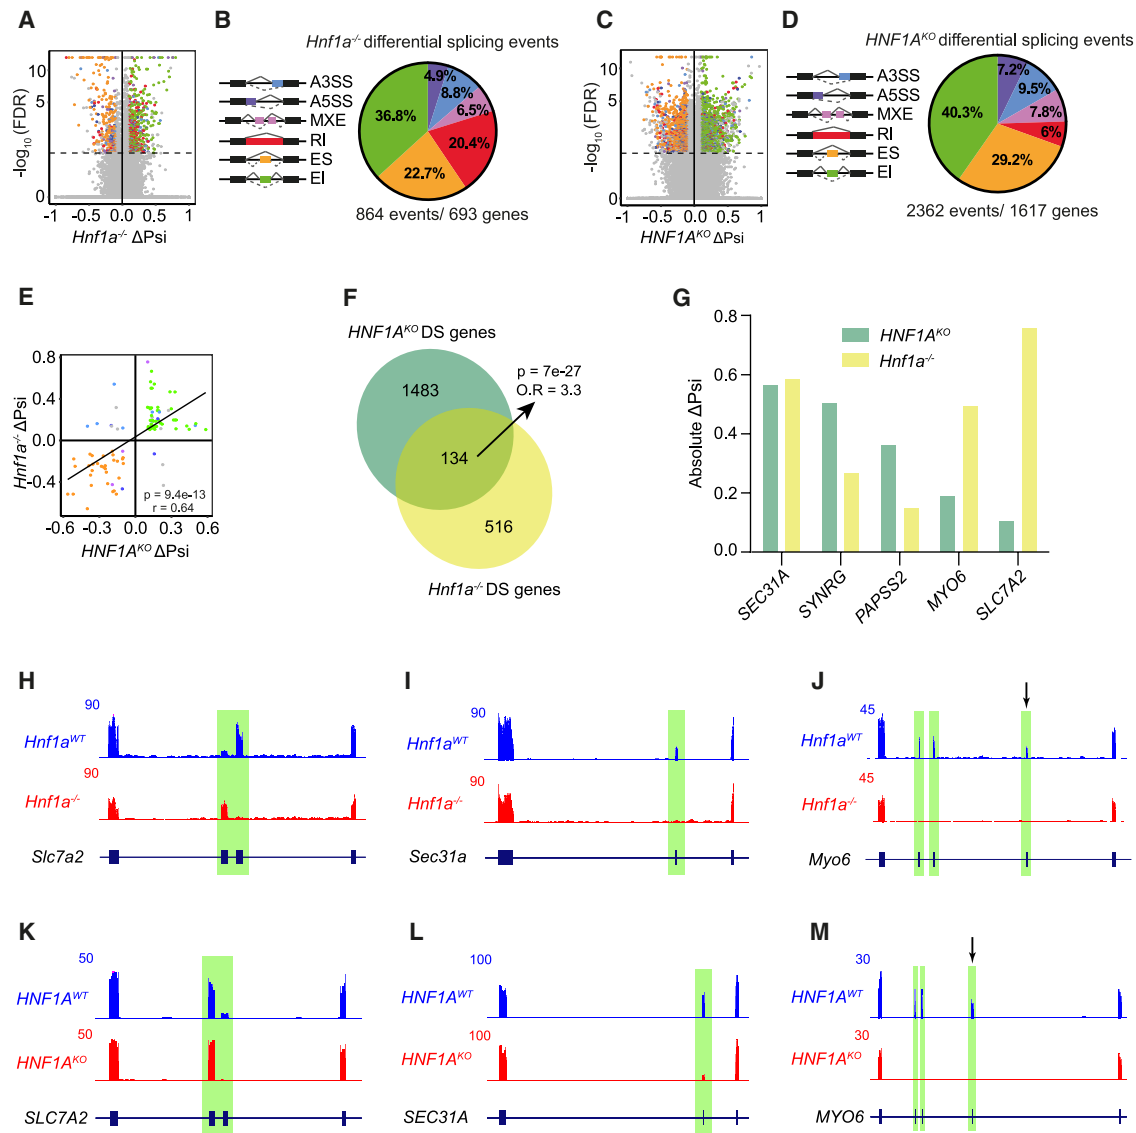 A
-log10 (FDR)
10
5
0
-1 -0.5 0.0 0.5 1
Hnf1a-/- ΔPsi
B
Hnf1a-/- differential splicing events
A3SS
A5SS
MXE
RI
ES
EI
4.9%
8.8%
6.5%
20.4%
22.7%
36.8%
864 events/ 693 genes
C
-log10 (FDR)
10
5
0
-1 -0.5 0.0 0.5 1
HNF1AKO ΔPsi
D
HNF1AKO differential splicing events
A3SS
A5SS
MXE
RI
ES
EI
7.2%
9.5%
7.8%
6%
29.2%
40.3%
2362 events/ 1617 genes
E
Hnf1a-/- ΔPsi
0.8
0.4
0.0
-0.4
p = 9.4e-13
r = 0.64
-0.6 -0.3 0.0 0.3 0.6
HNF1AKO ΔPsi
F
HNF1AKO DS genes
1483
134
516
p = 7e-27
O.R = 3.3
Hnf1a-/- DS genes
G
Absolute ΔPsi
0.8
0.6
0.4
0.2
0.0
HNF1AKO
Hnf1a-/-
SEC31A
SYNRG
PAPSS2
MYO6
SLC7A2
H
90
Hnf1aWT
90
Hnf1a-/-
Slc7a2
I
90
Hnf1aWT
90
Hnf1a-/-
Sec31a
J
45
Hnf1aWT
45
Hnf1a-/-
Myo6
K
50
HNF1AWT
50
HNF1AKO
SLC7A2
L
100
HNF1AWT
100
HNF1AKO
SEC31A
M
30
HNF1AWT
30
HNF1AKO
MYO6